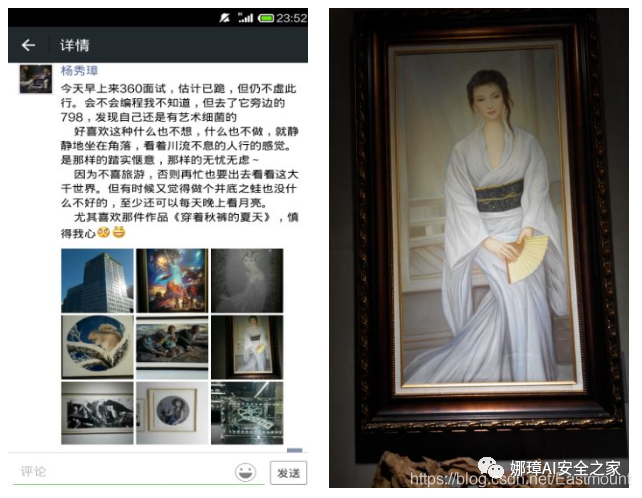 23:52
详情
杨秀璋
今天早上来360面试，估计已跪，但仍不虚此
行。会不会编程我不知道，但去了它旁边的
798，发现自己还是有艺术细菌的
好喜欢这种什么也不想，什么也不做，就静
静地坐在角落，看着川流不息的人行的感觉。
是那样的踏实惬意，那样的无忧无虑～
因为不喜旅游，否则再忙也要出去看看这大
千世界。但有时候又觉得做个井底之蛙也没什
么不好的，至少还可以每天晚上看月亮。
尤其喜欢那件作品《穿着秋裤的夏天》，慎
得我心
评论
发送
娜璋AI安全之家
https://blog.csdn.net/Eastmount